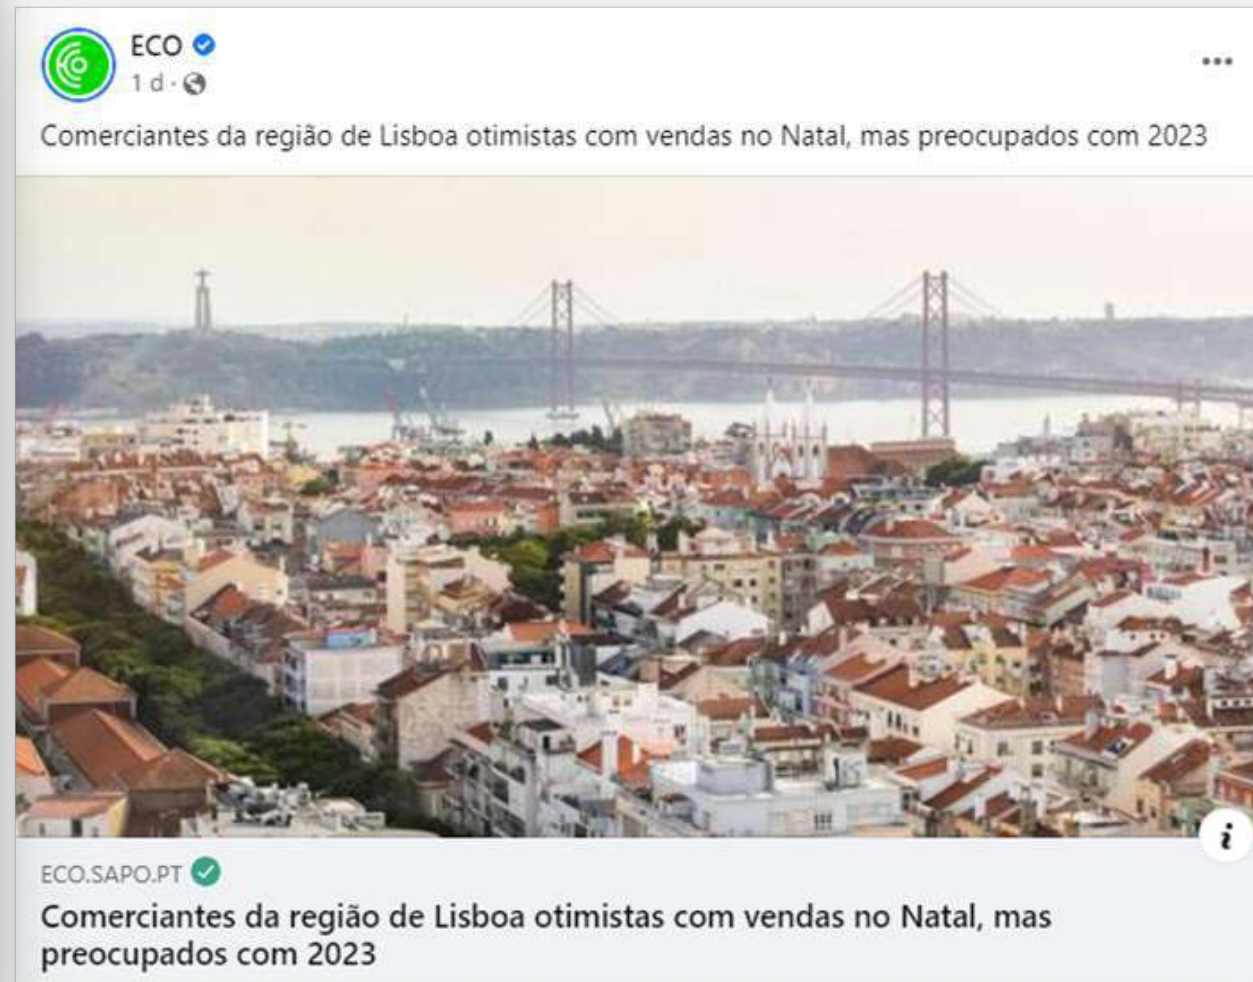 ECO
1 d ·
Comerciantes da região de Lisboa otimistas com vendas no Natal, mas preocupados com 2023
i
ECO.SAPO.PT
Comerciantes da região de Lisboa otimistas com vendas no Natal, mas
preocupados com 2023